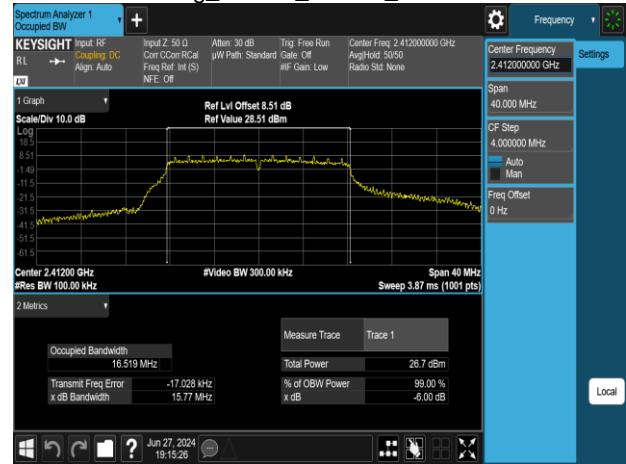 Spectrum Analyzer 1
Occupied BW
Frequency
KEYSIGHT
RL
LXI
Input: RF
Coupling: DC
Align: Auto
Input Z: 50 Ω
Corr CCorr RCal
Freq Ref: Int (S)
NFE: Off
Atten: 30 dB
µW Path: Standard
Trig: Free Run
Gate: Off
#IF Gain: Low
Center Freq: 2.412000000 GHz
Avg|Hold: 50/50
Radio Std: None
Center Frequency
2.412000000 GHz
Settings
Span
40.000 MHz
CF Step
4.000000 MHz
Auto
Man
Freq Offset
0 Hz
1 Graph
Scale/Div 10.0 dB
Ref Lvl Offset 8.51 dB
Ref Value 28.51 dBm
Log
18.5
8.51
-1.49
-11.5
-21.5
-31.5
-41.5
-51.5
-61.5
Center 2.41200 GHz
#Res BW 100.00 kHz
#Video BW 300.00 kHz
Span 40 MHz
Sweep 3.87 ms (1001 pts)
2 Metrics
Measure Trace Trace 1
Occupied Bandwidth
16.519 MHz
Total Power 26.7 dBm
Transmit Freq Error -17.028 kHz
% of OBW Power 99.00 %
x dB Bandwidth 15.77 MHz
x dB -6.00 dB
Local
?
Jun 27, 2024
19:15:26